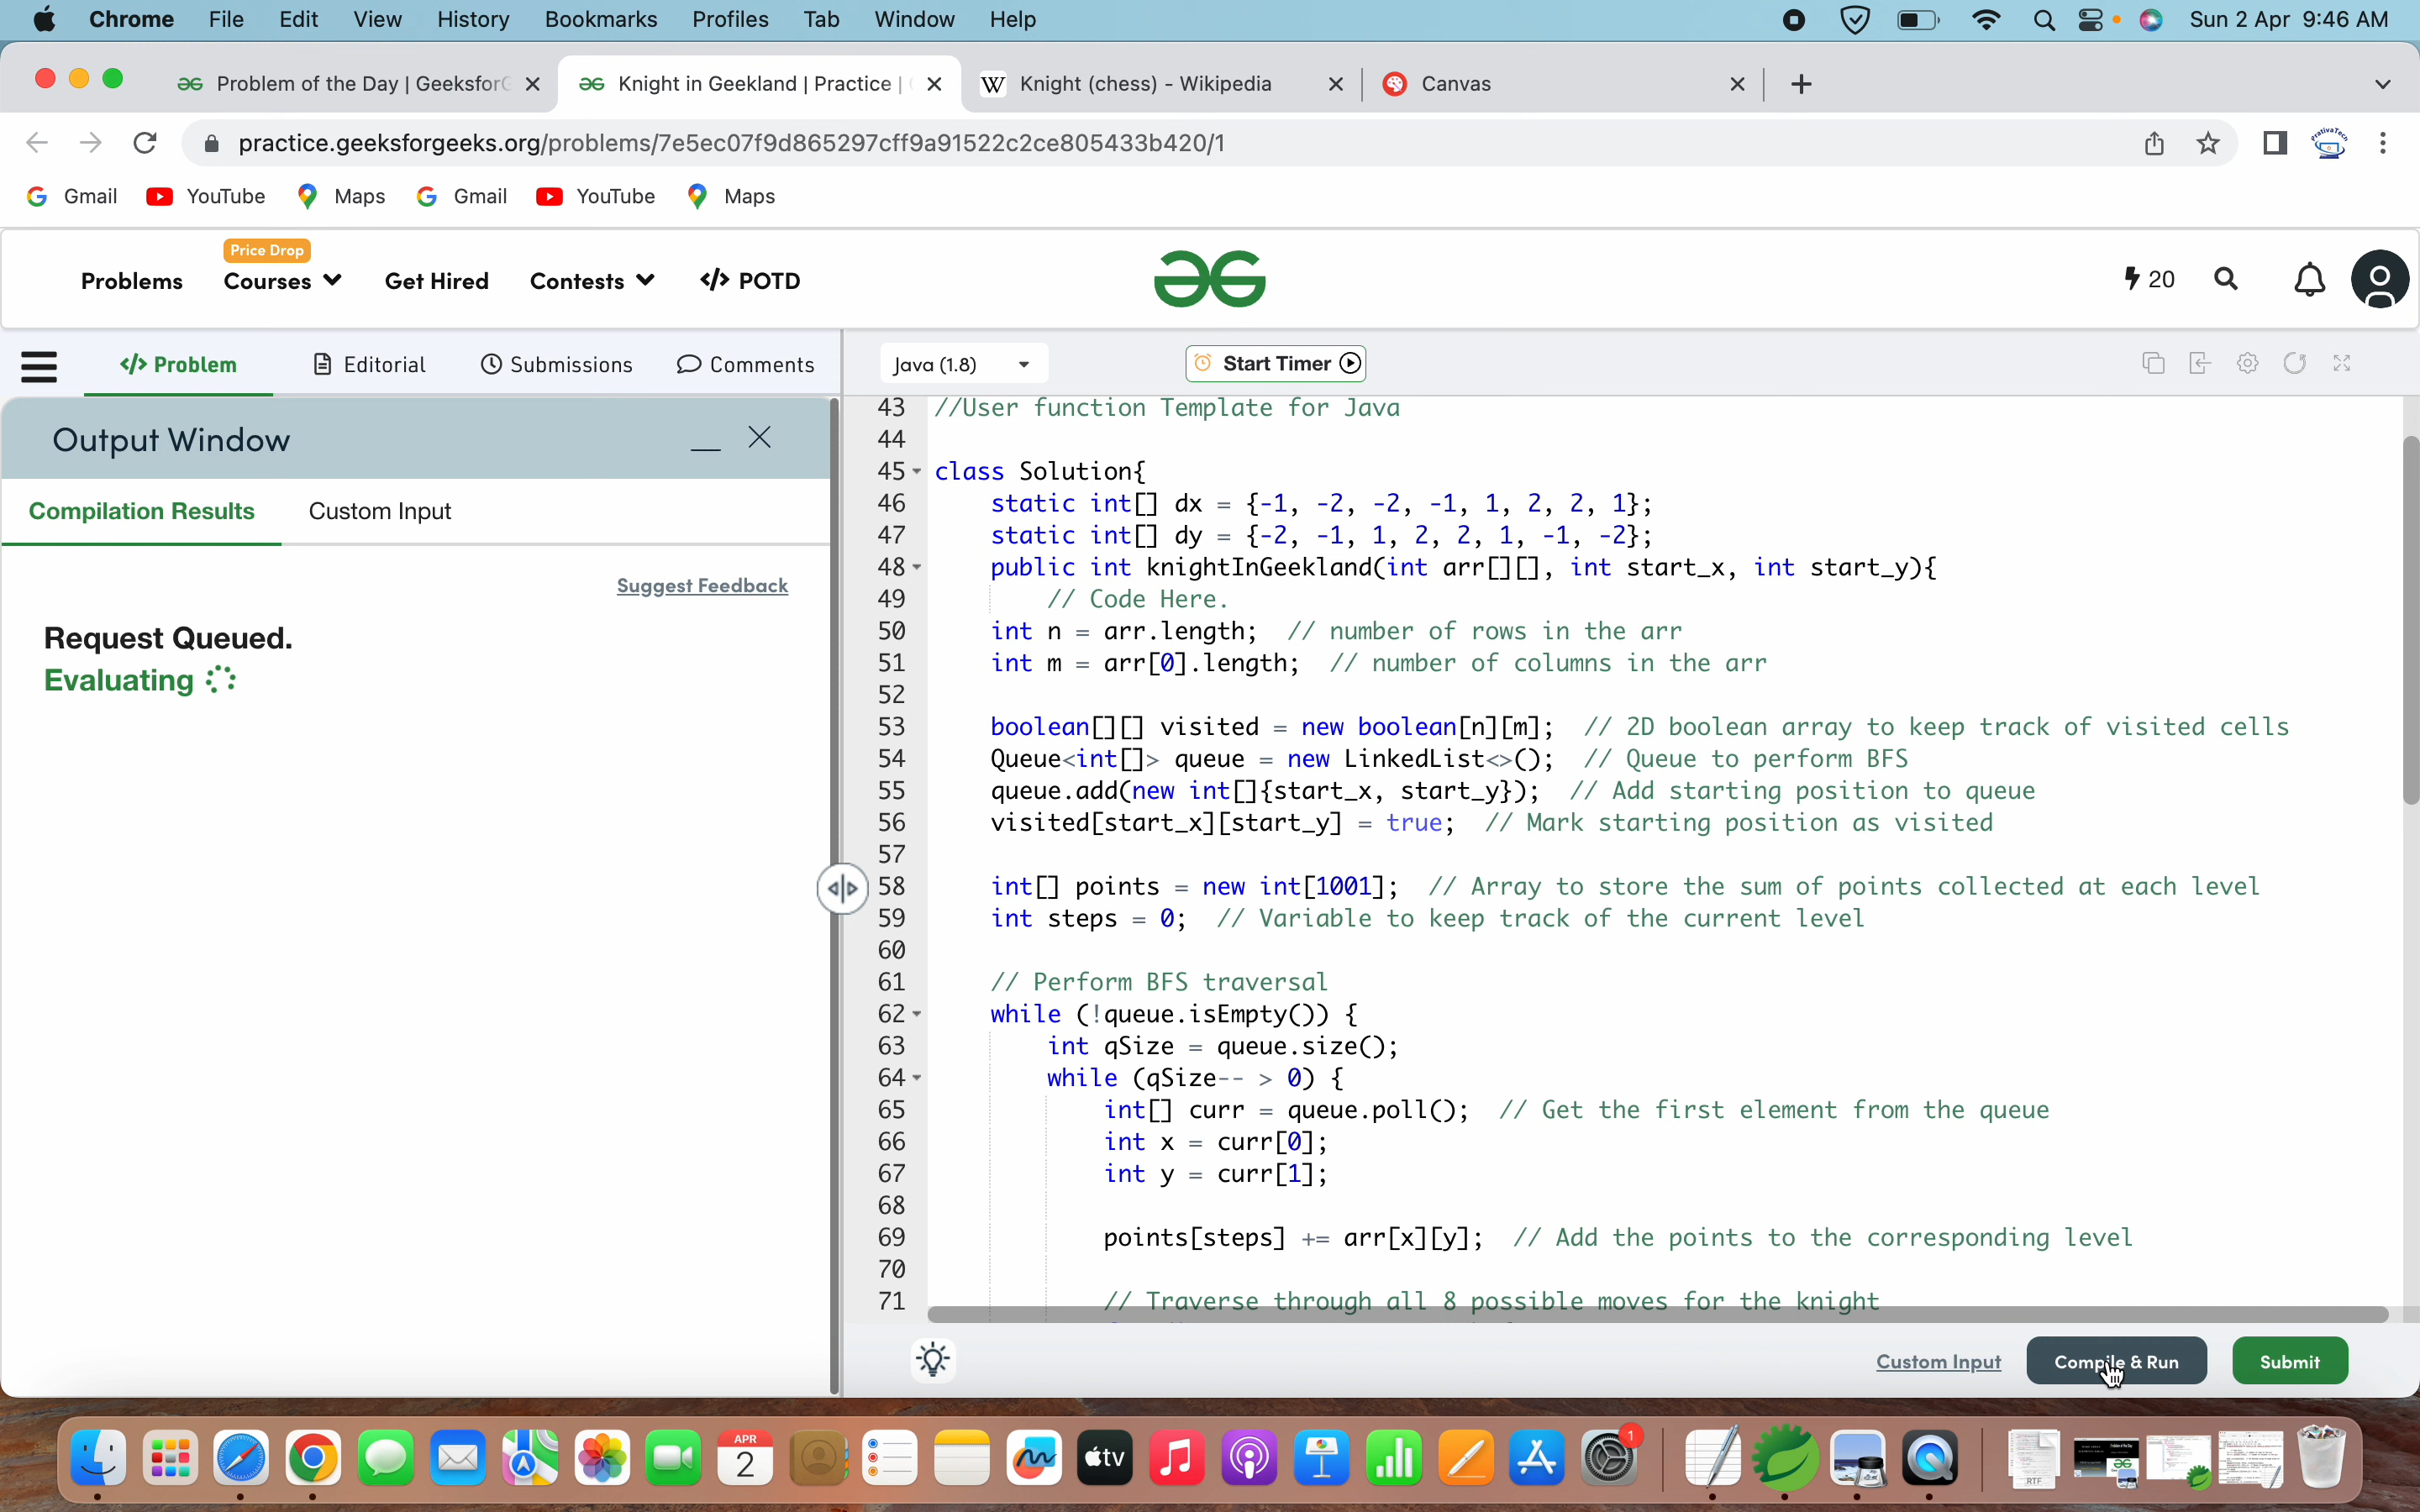 Chrome File Edit View History Bookmarks Profiles Tab Window Help Sun 2 Apr 9:46 AM
Problem of the Day | GeeksforG Knight in Geekland | Practice | Knight (chess) - Wikipedia Canvas
practice.geeksforgeeks.org/problems/7e5ec07f9d865297cff9a91522c2ce805433b420/1
Gmail YouTube Maps Gmail YouTube Maps
Price Drop
Problems Courses Get Hired Contests </> POTD 20
</> Problem Editorial Submissions Comments Java (1.8) Start Timer
Output Window
Compilation Results Custom Input
Suggest Feedback
Request Queued.
Evaluating
43 //User function Template for Java
44
45 class Solution{
46 static int[] dx = {-1, -2, -2, -1, 1, 2, 2, 1};
47 static int[] dy = {-2, -1, 1, 2, 2, 1, -1, -2};
48 public int knightInGeekland(int arr[][], int start_x, int start_y){
49 // Code Here.
50 int n = arr.length; // number of rows in the arr
51 int m = arr[0].length; // number of columns in the arr
52
53 boolean[][] visited = new boolean[n][m]; // 2D boolean array to keep track of visited cells
54 Queue<int[]> queue = new LinkedList<>(); // Queue to perform BFS
55 queue.add(new int[]{start_x, start_y}); // Add starting position to queue
56 visited[start_x][start_y] = true; // Mark starting position as visited
57
58 int[] points = new int[1001]; // Array to store the sum of points collected at each level
59 int steps = 0; // Variable to keep track of the current level
60
61 // Perform BFS traversal
62 while (!queue.isEmpty()) {
63 int qSize = queue.size();
64 while (qSize-- > 0) {
65 int[] curr = queue.poll(); // Get the first element from the queue
66 int x = curr[0];
67 int y = curr[1];
68
69 points[steps] += arr[x][y]; // Add the points to the corresponding level
70
71 // Traverse through all 8 possible moves for the knight
Custom Input Compile & Run Submit
APR
2
tv
1
RTF